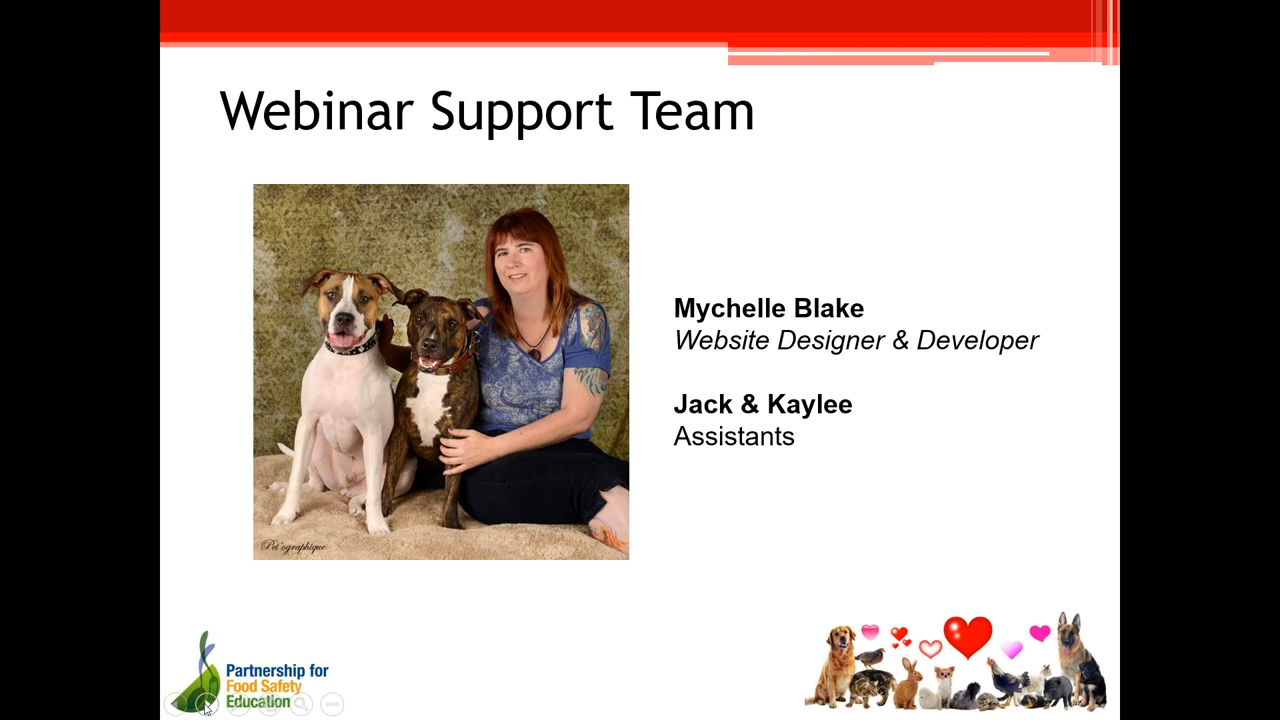 Webinar Support Team
Mychelle Blake
Website Designer & Developer
Jack & Kaylee
Assistants
Pet'ographique
Partnership for
Food Safety
Education